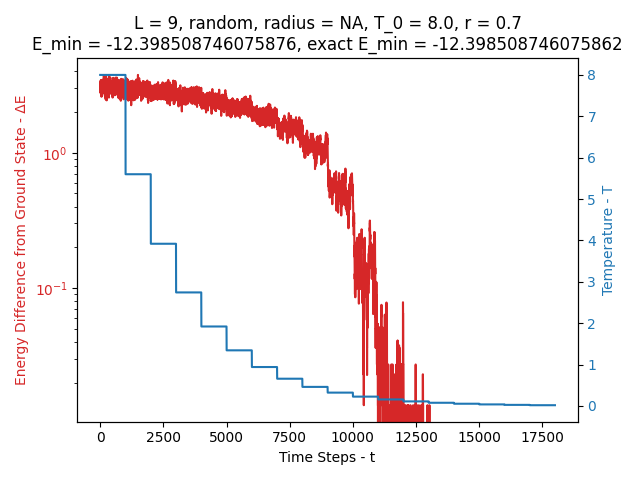 L = 9, random, radius = NA, T_0 = 8.0, r = 0.7
E_min = -12.398508746075876, exact E_min = -12.398508746075862
Energy Difference from Ground State - ΔE
10⁰
10⁻¹
8
7
6
5
4
3
2
1
0
Temperature - T
0 2500 5000 7500 10000 12500 15000 17500
Time Steps - t